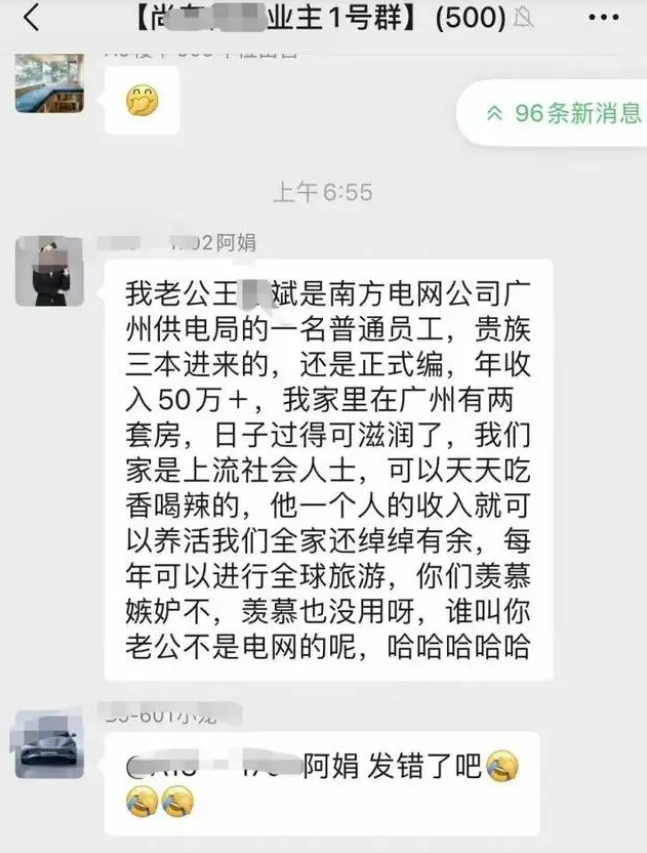 【尚东 业主1号群】(500)
96条新消息
上午6:55
02阿娟
我老公王 斌是南方电网公司广
州供电局的一名普通员工，贵族
三本进来的，还是正式编，年收
入50万＋，我家里在广州有两
套房，日子过得可滋润了，我们
家是上流社会人士，可以天天吃
香喝辣的，他一个人的收入就可
以养活我们全家还绰绰有余，每
年可以进行全球旅游，你们羡慕
嫉妒不，羡慕也没用呀，谁叫你
老公不是电网的呢，哈哈哈哈哈
-601小龙
阿娟 发错了吧